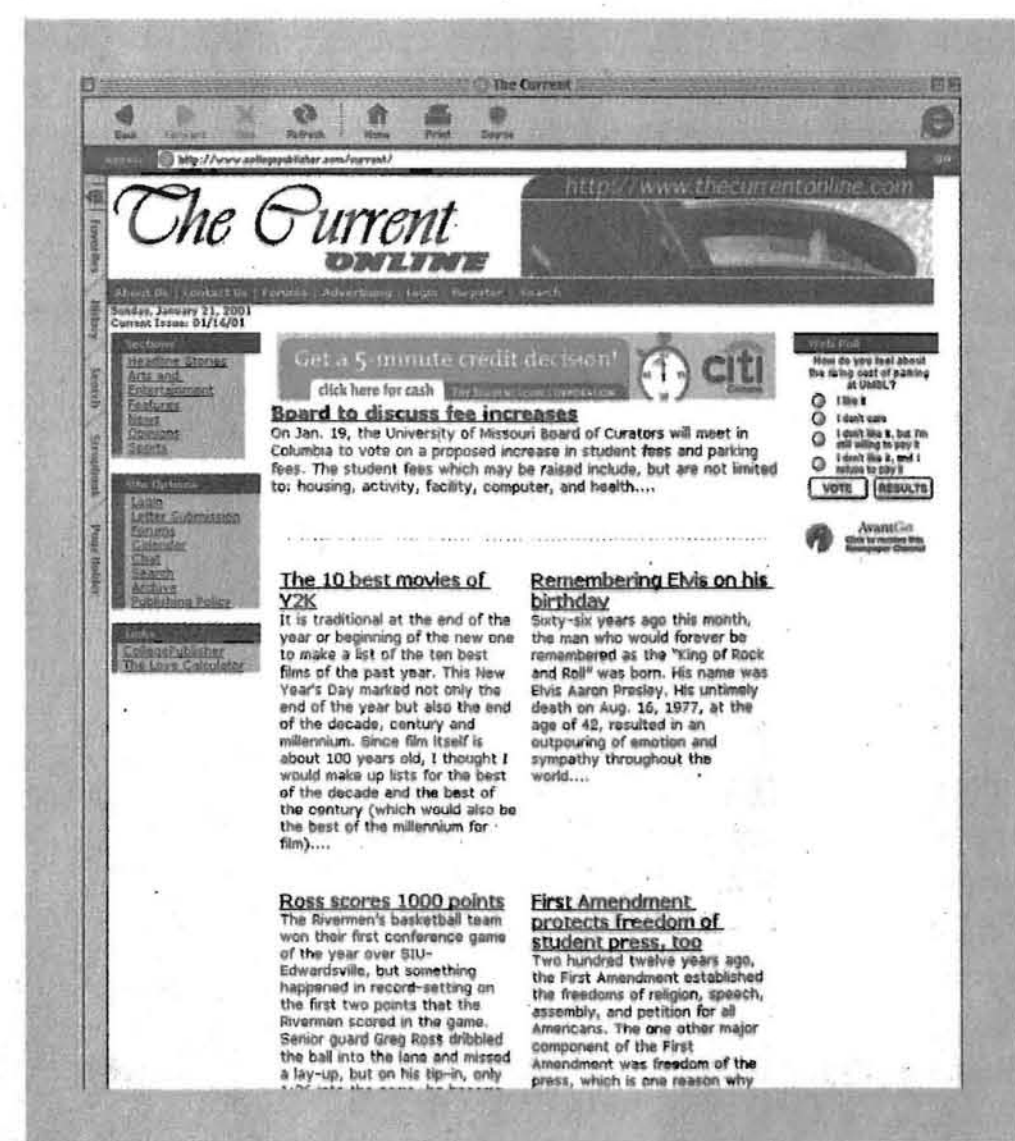 The Current
Back Forward Stop Refresh Home Print Source
http://www.collegepublisher.com/current/
The Current
ONLINE
http://www.thecurrentonline.com
About Us | Contact Us | Forums | Advertising | Login | Register | Search
Favorites
History
Search
Scrapbook
Page Holder
Sunday, January 21, 2001
Current Issue: 01/16/01
Sections
Headline Stories
Arts and
Entertainment
Features
News
Opinions
Sports
Site Options
Login
Letter Submission
Forums
Calender
Chat
Search
Archive
Publishing Policy
Links
CollegePublisher
The Love Calculator
Get a 5-minute credit decision!
click here for cash
citi
Board to discuss fee increases
On Jan. 19, the University of Missouri Board of Curators will meet in
Columbia to vote on a proposed increase in student fees and parking
fees. The student fees which may be raised include, but are not limited
to: housing, activity, facility, computer, and health....
The 10 best movies of
Y2K
It is traditional at the end of the
year or beginning of the new one
to make a list of the ten best
films of the past year. This New
Year's Day marked not only the
end of the year but also the end
of the decade, century and
millennium. Since film itself is
about 100 years old, I thought I
would make up lists for the best
of the decade and the best of
the century (which would also be
the best of the millennium for
film)....
Remembering Elvis on his
birthday
Sixty-six years ago this month,
the man who would forever be
remembered as the "King of Rock
and Roll" was born. His name was
Elvis Aaron Presley. His untimely
death on Aug. 16, 1977, at the
age of 42, resulted in an
outpouring of emotion and
sympathy throughout the
world....
Ross scores 1000 points
The Rivermen's basketball team
won their first conference game
of the year over SIU-
Edwardsville, but something
happened in record-setting on
the first two points that the
Rivermen scored in the game.
Senior guard Greg Ross dribbled
the ball into the lane and missed
a lay-up, but on his tip-in, only
First Amendment
protects freedom of
student press, too
Two hundred twelve years ago,
the First Amendment established
the freedoms of religion, speech,
assembly, and petition for all
Americans. The one other major
component of the First
Amendment was freedom of the
press, which is one reason why
Web Poll
How do you feel about
the rising cost of parking
at UMSL?
I like it
I don't care
I don't like it, but I'm
still willing to pay it
I don't like it, and I
refuse to pay it
VOTE RESULTS
AvantGo
Click to receive this
Newspaper Channel